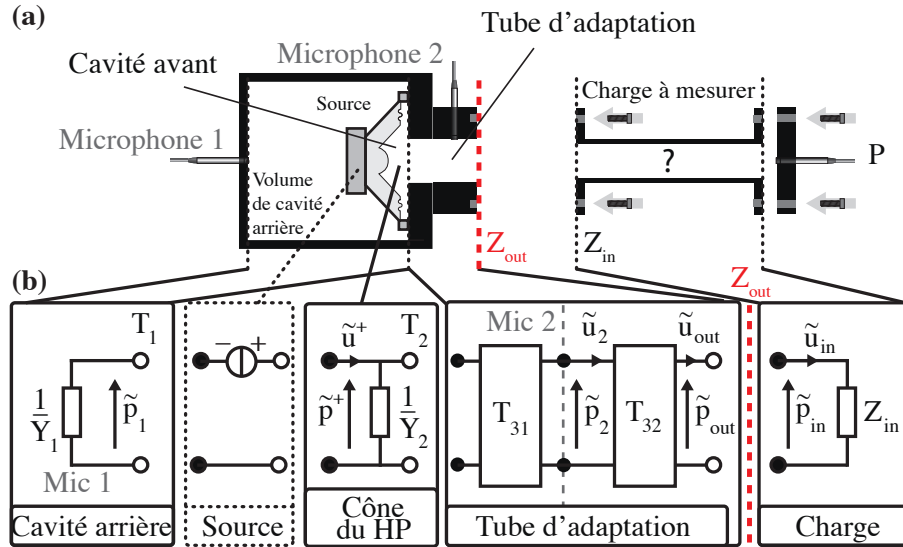 (a)
Tube d'adaptation
Microphone 2
Cavité avant
Source
Charge à mesurer
Microphone 1
?
P
Volume
de cavité
arrière
Z_out
Z_in
(b)
Z_out
T_1
1/Y_1
p̃_1
Mic 1
Cavité arrière
− +
Source
ũ^+
T_2
p̃^+
1/Y_2
Cône
du HP
Mic 2
ũ_2
ũ_out
T_31
p̃_2
T_32
p̃_out
Tube d'adaptation
ũ_in
p̃_in
Z_in
Charge